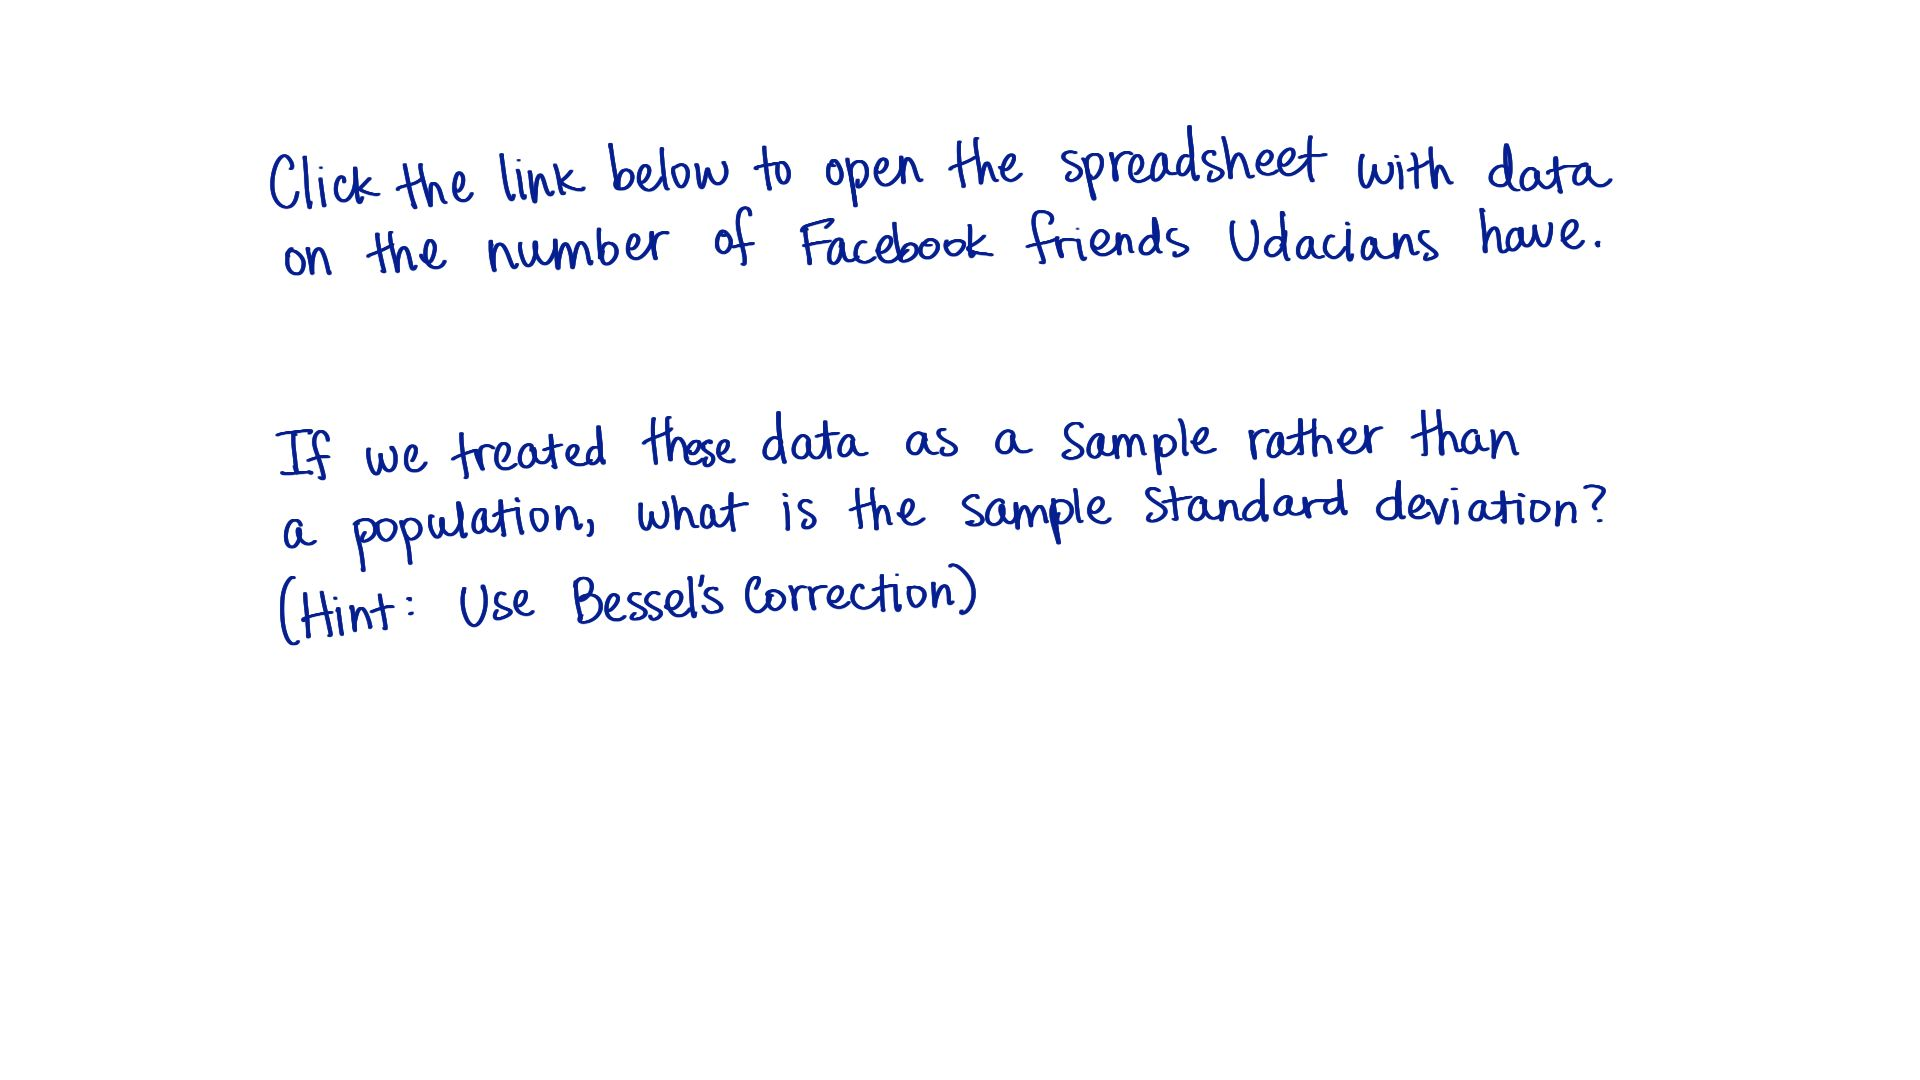 Click the link below to open the spreadsheet with data
on the number of Facebook friends Udacians have.
If we treated these data as a sample rather than
a population, what is the sample standard deviation?
(Hint: Use Bessel's Correction)